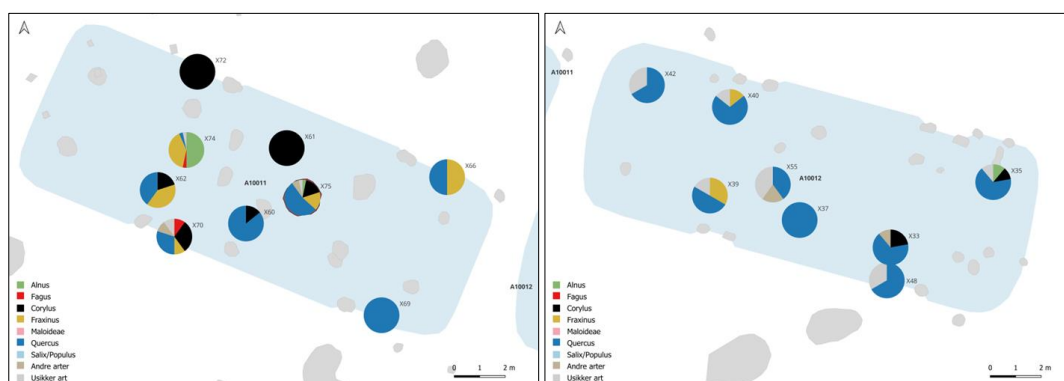 X72
X74
X61
X62
A10011
X75
X66
X60
X70
X69
A10012
Alnus
Fagus
Corylus
Fraxinus
Maloideae
Quercus
Salix/Populus
Andre arter
Usikker art
0 1 2 m
A10011
X42
X40
X55
A10012
X35
X39
X37
X33
X48
Alnus
Fagus
Corylus
Fraxinus
Maloideae
Quercus
Salix/Populus
Andre arter
Usikker art
0 1 2 m